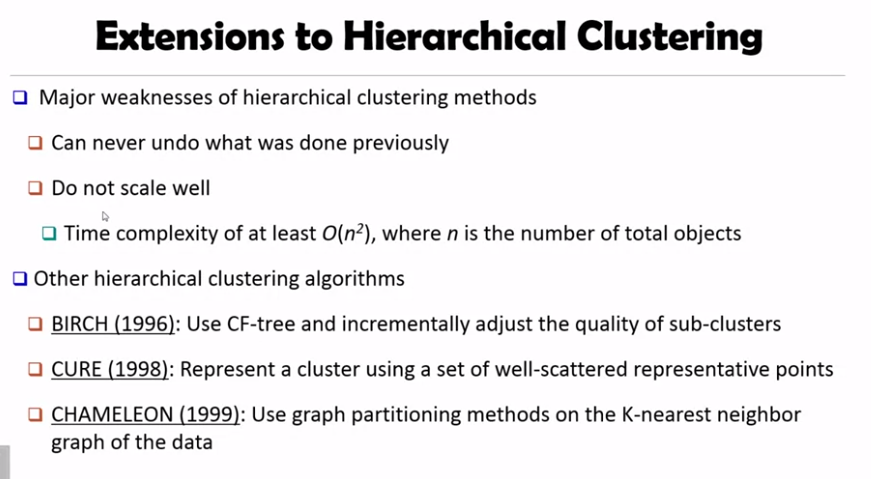 Extensions to Hierarchical Clustering
Major weaknesses of hierarchical clustering methods
Can never undo what was done previously
Do not scale well
Time complexity of at least O(n²), where n is the number of total objects
Other hierarchical clustering algorithms
BIRCH (1996): Use CF-tree and incrementally adjust the quality of sub-clusters
CURE (1998): Represent a cluster using a set of well-scattered representative points
CHAMELEON (1999): Use graph partitioning methods on the K-nearest neighbor
graph of the data